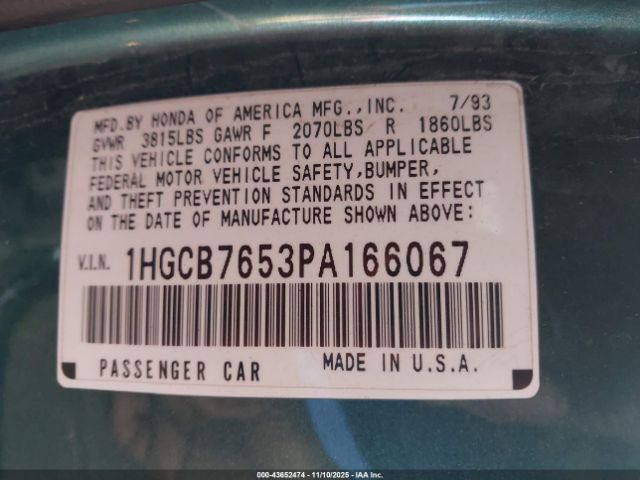 MFD.BY HONDA OF AMERICA MFG.,INC. 7/93
GVWR 3815LBS GAWR F 2070LBS R 1860LBS
THIS VEHICLE CONFORMS TO ALL APPLICABLE
FEDERAL MOTOR VEHICLE SAFETY,BUMPER,
AND THEFT PREVENTION STANDARDS IN EFFECT
ON THE DATE OF MANUFACTURE SHOWN ABOVE:
V.I.N. 1HGCB7653PA166067
PASSENGER CAR MADE IN U.S.A.
000-43652474 - 11/10/2025 - IAA Inc.